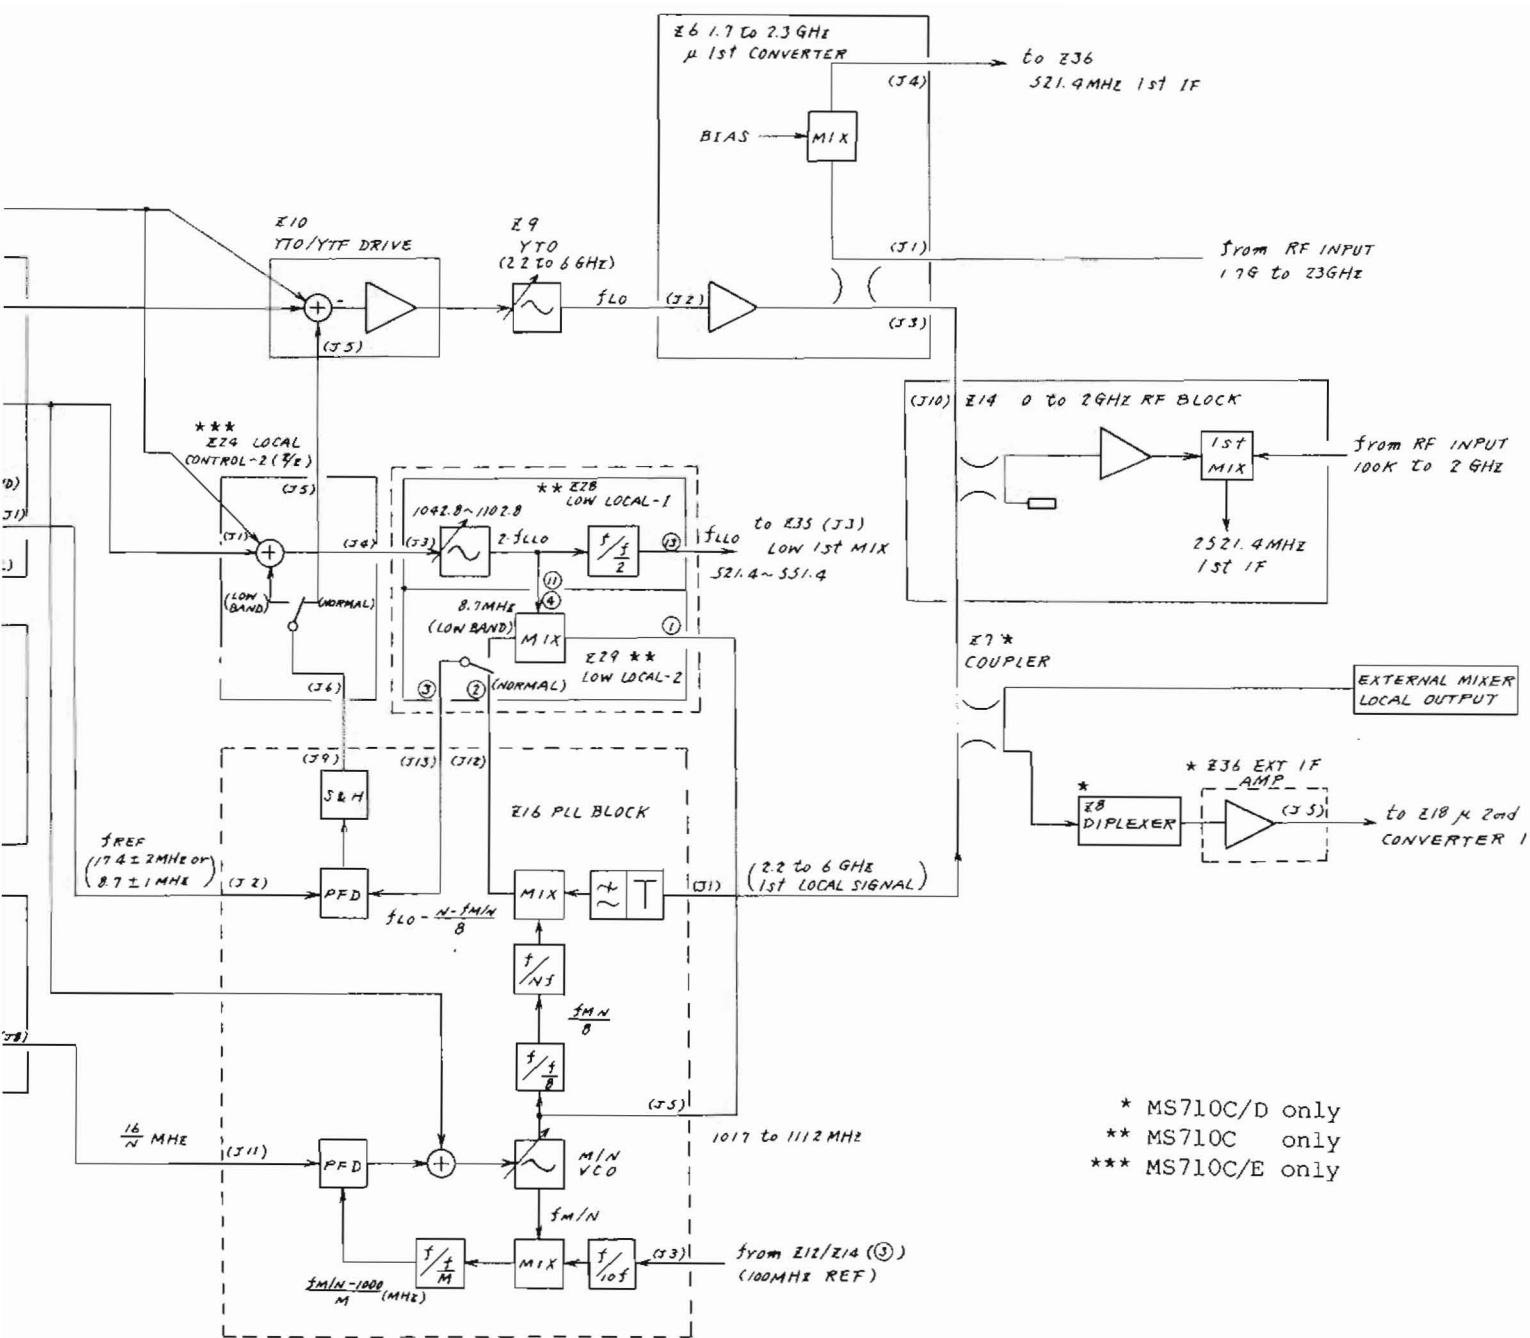 Z6 1.7 to 2.3 GHz
μ 1st CONVERTER
(J4)
to Z36
521.4MHz 1st IF
BIAS
MIX
(J1)
from RF INPUT
1.7G to 23GHz
Z10
YTO/YTF DRIVE
Z9
YTO
(2.2 to 6 GHz)
+
-
fLO
(J2)
(J3)
(J5)
(J10) Z14 0 to 2GHz RF BLOCK
1st
MIX
from RF INPUT
100K to 2 GHz
2521.4MHz
1st IF
***
Z24 LOCAL
CONTROL-2 (2/2)
(J5)
** Z28
LOW LOCAL-1
1042.8~1102.8
J1)
(J1)
+
(J4)
(J3)
2·fLLO
f/f/2
⑬
fLLO
to Z35 (J3)
LOW 1st MIX
521.4~551.4
(LOW
BAND)
(NORMAL)
⑪
④
8.7MHz
(LOW BAND)
MIX
①
Z29 **
LOW LOCAL-2
(J6)
③
②
(NORMAL)
Z7 *
COUPLER
EXTERNAL MIXER
LOCAL OUTPUT
(J9)
(J13)
(J12)
S&H
Z16 PLL BLOCK
* Z36 EXT IF
AMP
*
Z8
DIPLEXER
(J5)
to Z18 μ 2nd
CONVERTER 1
fREF
(17.4±2MHz or
8.7±1MHz)
(J2)
PFD
MIX
(J1)
(2.2 to 6 GHz
1st LOCAL SIGNAL)
fLO - N-fM/N/8
f/Nf
fMN/8
f/f/8
(J8)
(J5)
1017 to 1112MHz
16/N MHz
(J11)
PFD
+
M/N
VCO
fM/N
f/f/M
MIX
f/10f
(J3)
from Z12/Z14 (③)
(100MHz REF)
fM/N-1000/M (MHz)
* MS710C/D only
** MS710C only
*** MS710C/E only